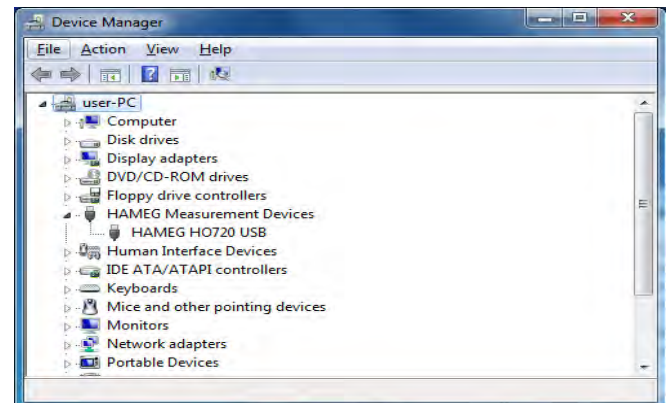 Device Manager
File Action View Help
user-PC
Computer
Disk drives
Display adapters
DVD/CD-ROM drives
Floppy drive controllers
HAMEG Measurement Devices
HAMEG HO720 USB
Human Interface Devices
IDE ATA/ATAPI controllers
Keyboards
Mice and other pointing devices
Monitors
Network adapters
Portable Devices